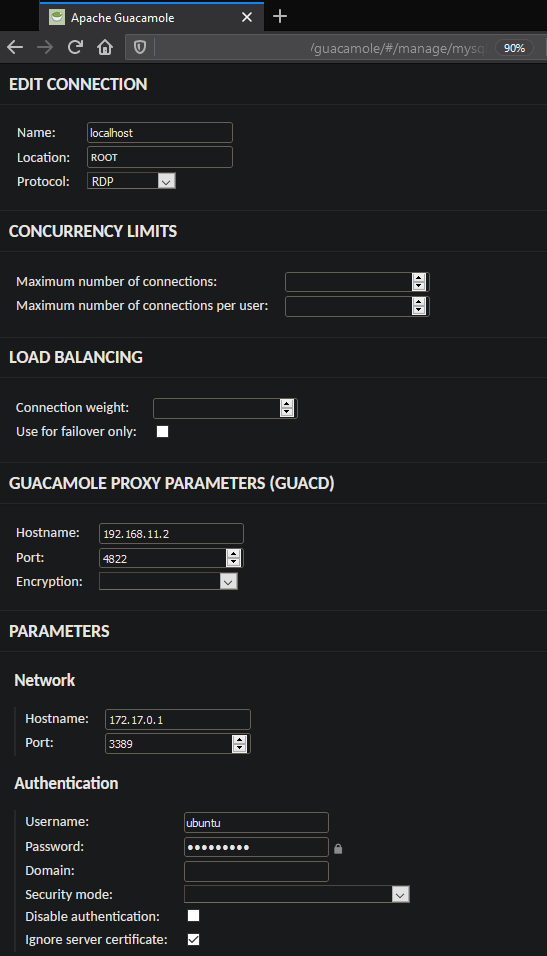 Apache Guacamole
/guacamole/#/manage/mysq 90%
EDIT CONNECTION
Name: localhost
Location: ROOT
Protocol: RDP
CONCURRENCY LIMITS
Maximum number of connections:
Maximum number of connections per user:
LOAD BALANCING
Connection weight:
Use for failover only:
GUACAMOLE PROXY PARAMETERS (GUACD)
Hostname: 192.168.11.2
Port: 4822
Encryption:
PARAMETERS
Network
Hostname: 172.17.0.1
Port: 3389
Authentication
Username: ubuntu
Password: ●●●●●●●●●
Domain:
Security mode:
Disable authentication:
Ignore server certificate: